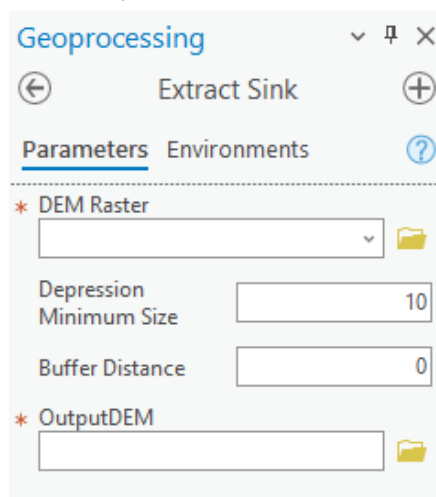 Geoprocessing
Extract Sink
Parameters Environments
* DEM Raster
Depression
Minimum Size 10
Buffer Distance 0
* OutputDEM